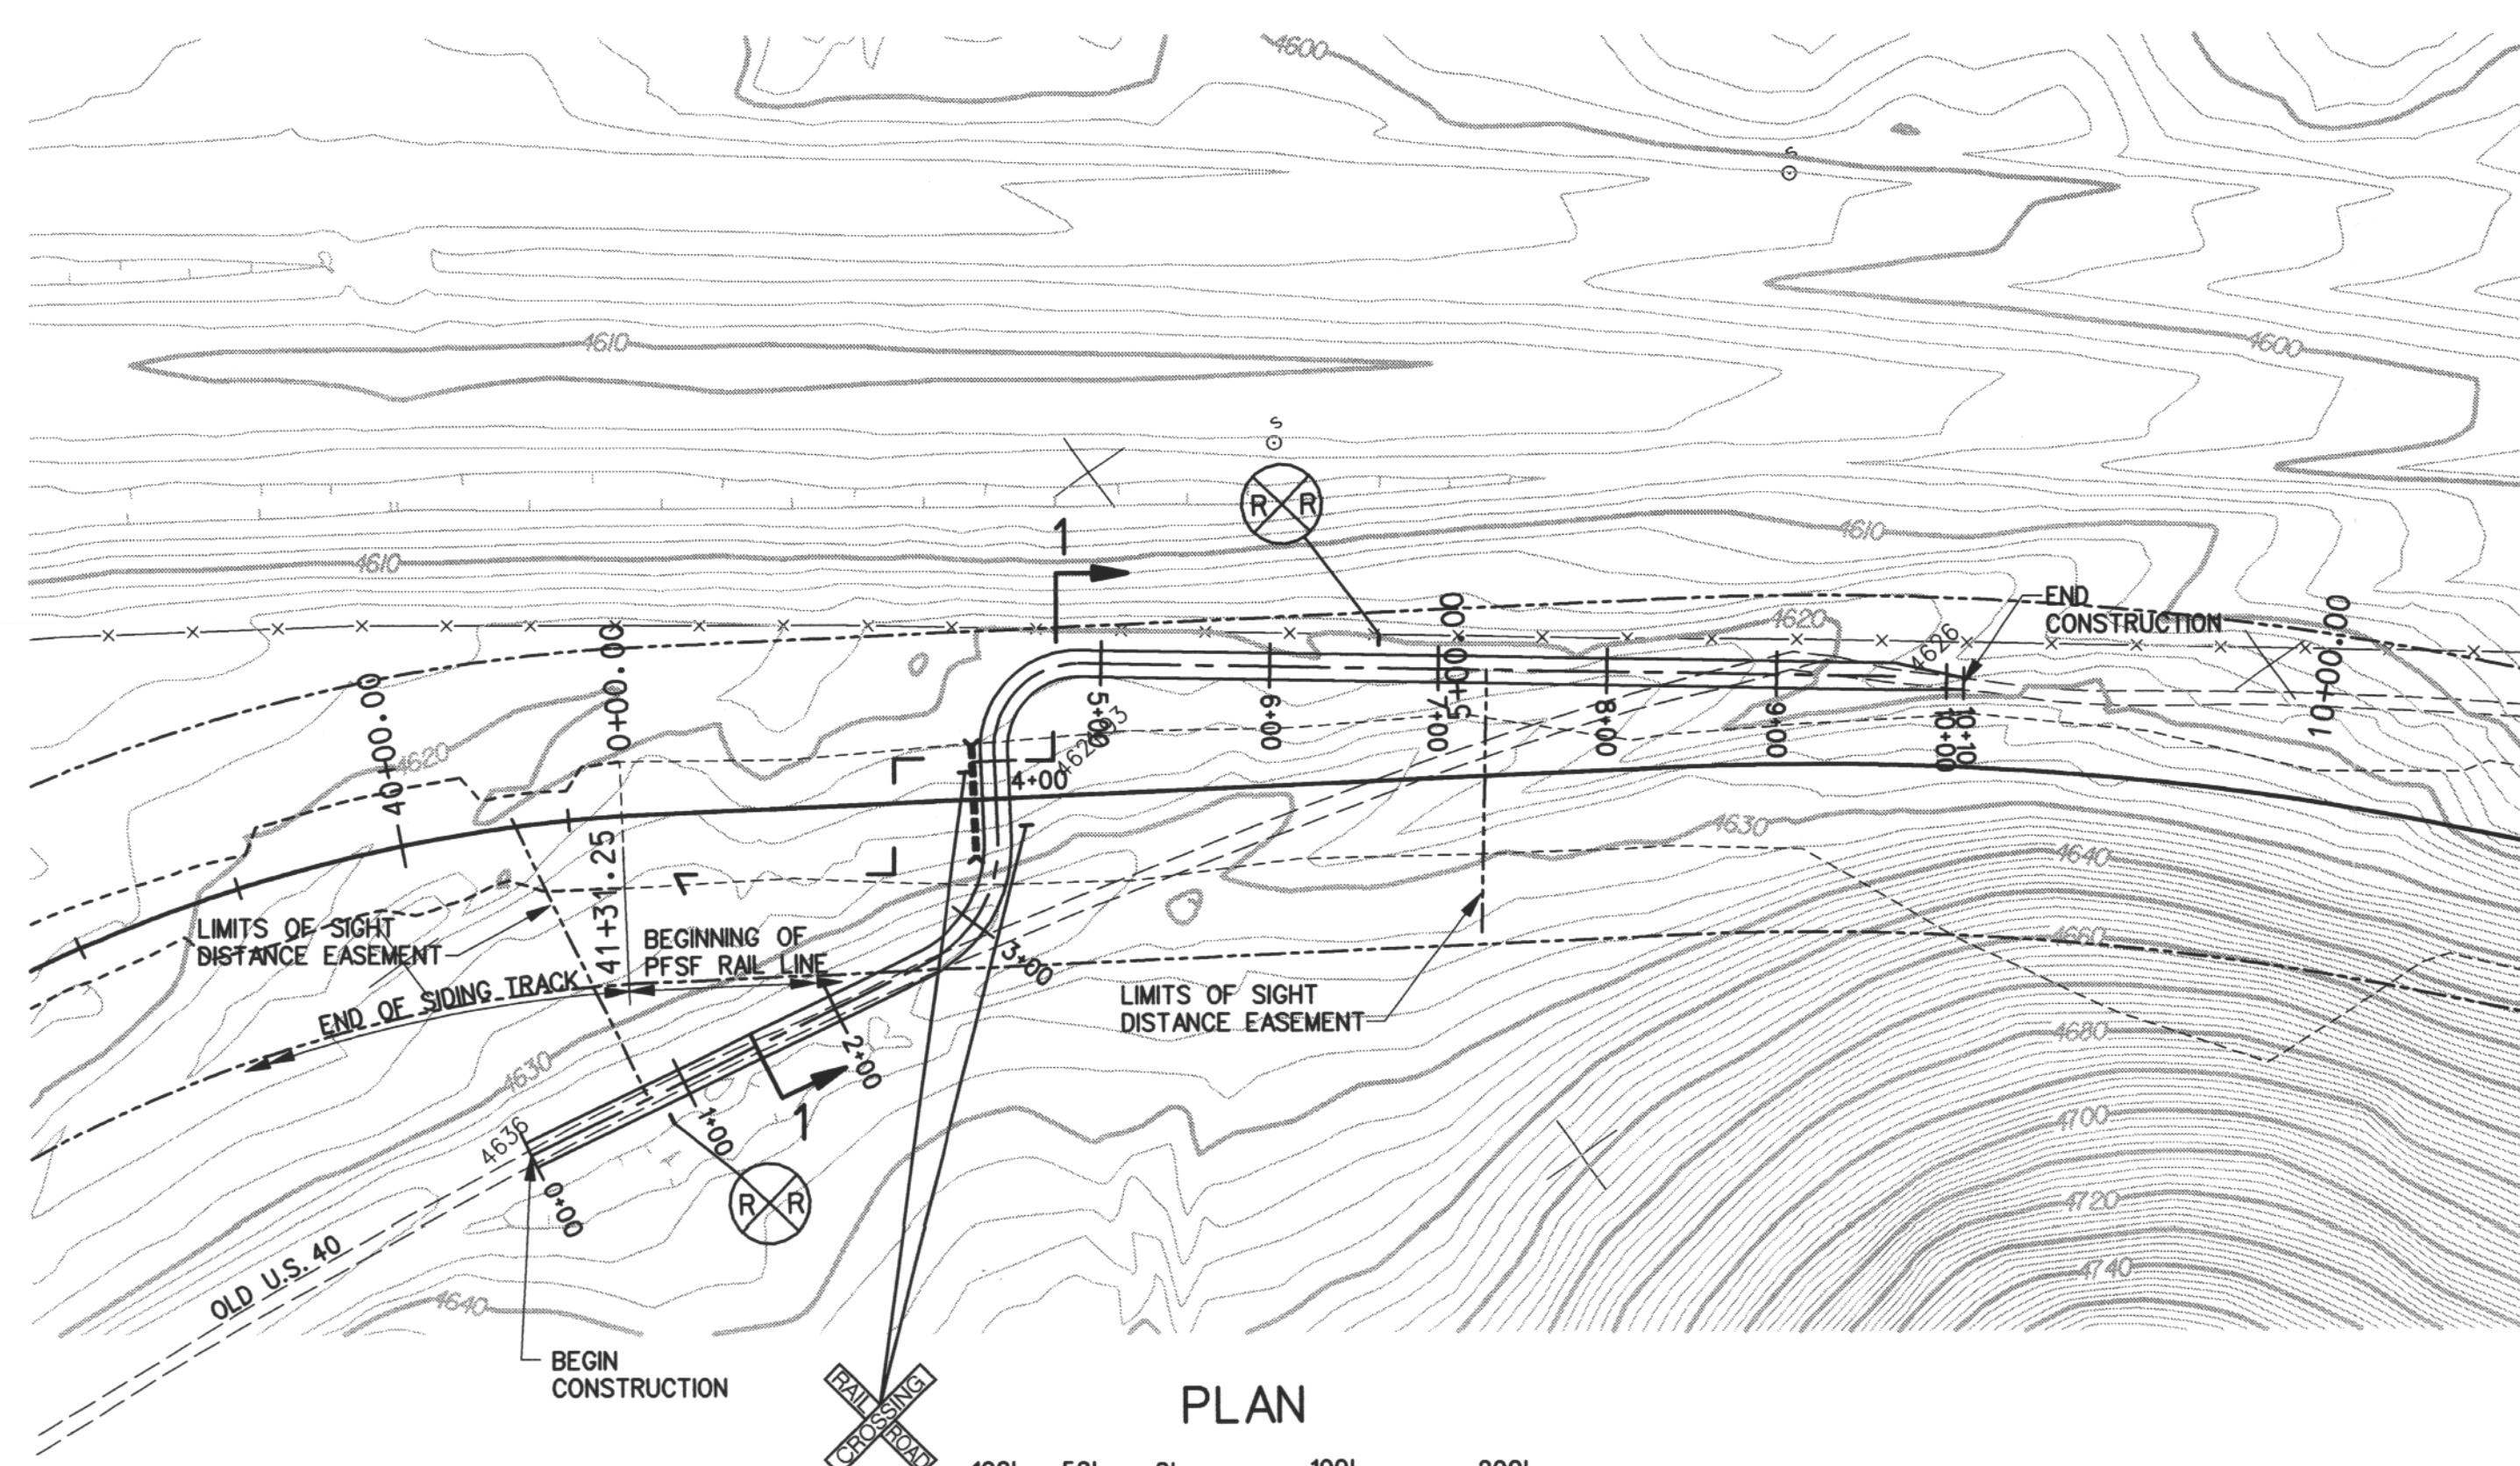 4600
S
4610
4600
S
R R
1
4610
4610
4620
4626
END
CONSTRUCTION
40+00.00
0+00.00
5+00.00
10+00.00
4620
5+00
6+00
7+00
8+00
9+00
10+00
10+10
4+00
41+31.25
4630
4640
LIMITS OF SIGHT
DISTANCE EASEMENT
BEGINNING OF
PFSF RAIL LINE
4660
3+00
END OF SIDING TRACK
LIMITS OF SIGHT
DISTANCE EASEMENT
4680
2+00
4630
1+00
1
4700
4636
R R
0+00
4720
OLD U.S. 40
4740
4640
BEGIN
CONSTRUCTION
RAIL ROAD
CROSSING
PLAN